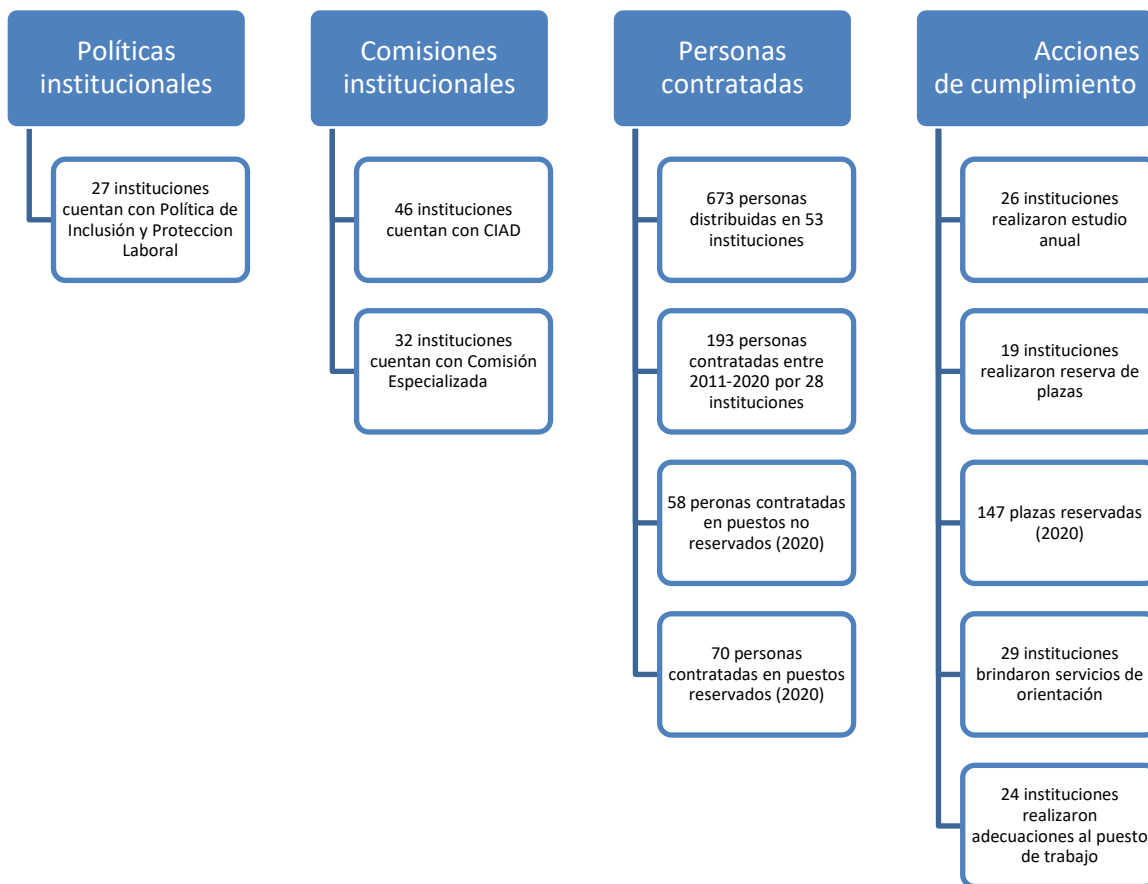 Políticas
institucionales
27 instituciones
cuentan con Política de
Inclusión y Proteccion
Laboral
Comisiones
institucionales
46 instituciones
cuentan con CIAD
32 instituciones
cuentan con Comisión
Especializada
Personas
contratadas
673 personas
distribuidas en 53
instituciones
193 personas
contratadas entre
2011-2020 por 28
instituciones
58 peronas contratadas
en puestos no
reservados (2020)
70 personas
contratadas en puestos
reservados (2020)
Acciones
de cumplimiento
26 instituciones
realizaron estudio
anual
19 instituciones
realizaron reserva de
plazas
147 plazas reservadas
(2020)
29 instituciones
brindaron servicios de
orientación
24 instituciones
realizaron
adecuaciones al puesto
de trabajo